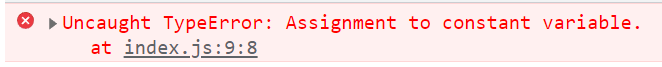 Uncaught TypeError: Assignment to constant variable.
at index.js:9:8